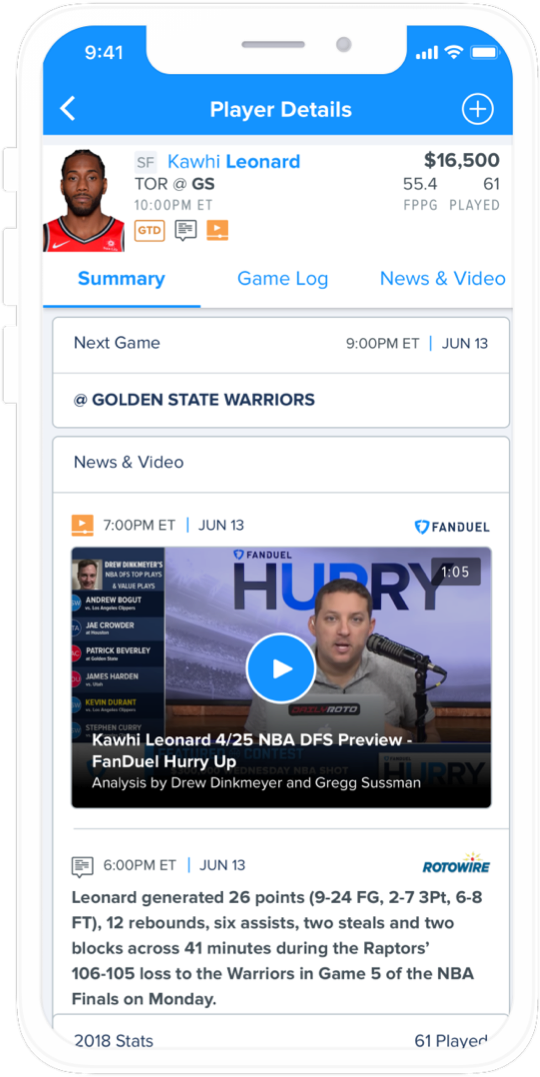 9:41
Player Details
SF Kawhi Leonard $16,500
TOR @ GS 55.4 61
10:00PM ET FPPG PLAYED
GTD
Summary Game Log News & Video
Next Game 9:00PM ET | JUN 13
@ GOLDEN STATE WARRIORS
News & Video
7:00PM ET | JUN 13 FANDUEL
FANDUEL
HURRY
1:05
DREW DINKMEYER'S
NBA DFS TOP PLAYS
& VALUE PLAYS
ANDREW BOGUT
vs. Los Angeles Clippers
JAE CROWDER
at Houston
PATRICK BEVERLEY
at Golden State
JAMES HARDEN
vs. Utah
KEVIN DURANT
vs. Los Angeles Clippers
STEPHEN CURRY
DAILYROTO
Kawhi Leonard 4/25 NBA DFS Preview -
FanDuel Hurry Up
Analysis by Drew Dinkmeyer and Gregg Sussman
HURRY
6:00PM ET | JUN 13 ROTOWIRE
Leonard generated 26 points (9-24 FG, 2-7 3Pt, 6-8
FT), 12 rebounds, six assists, two steals and two
blocks across 41 minutes during the Raptors'
106-105 loss to the Warriors in Game 5 of the NBA
Finals on Monday.
2018 Stats 61 Played